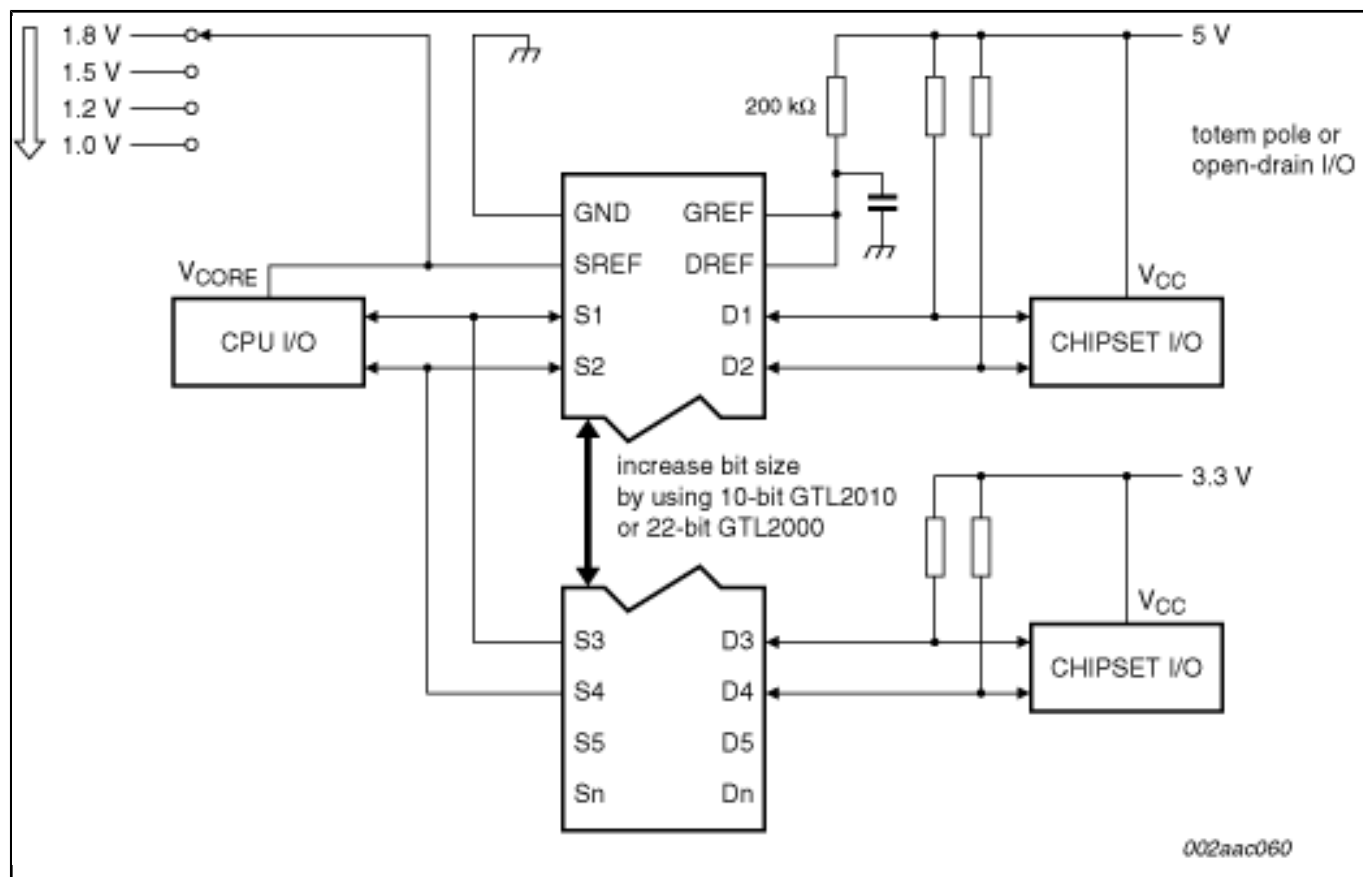 1.8 V
1.5 V
1.2 V
1.0 V
5 V
200 kΩ
totem pole or
open-drain I/O
GND
GREF
SREF
DREF
VCORE
VCC
S1
D1
CPU I/O
CHIPSET I/O
S2
D2
increase bit size
by using 10-bit GTL2010
or 22-bit GTL2000
3.3 V
VCC
S3
D3
CHIPSET I/O
S4
D4
S5
D5
Sn
Dn
002aac060